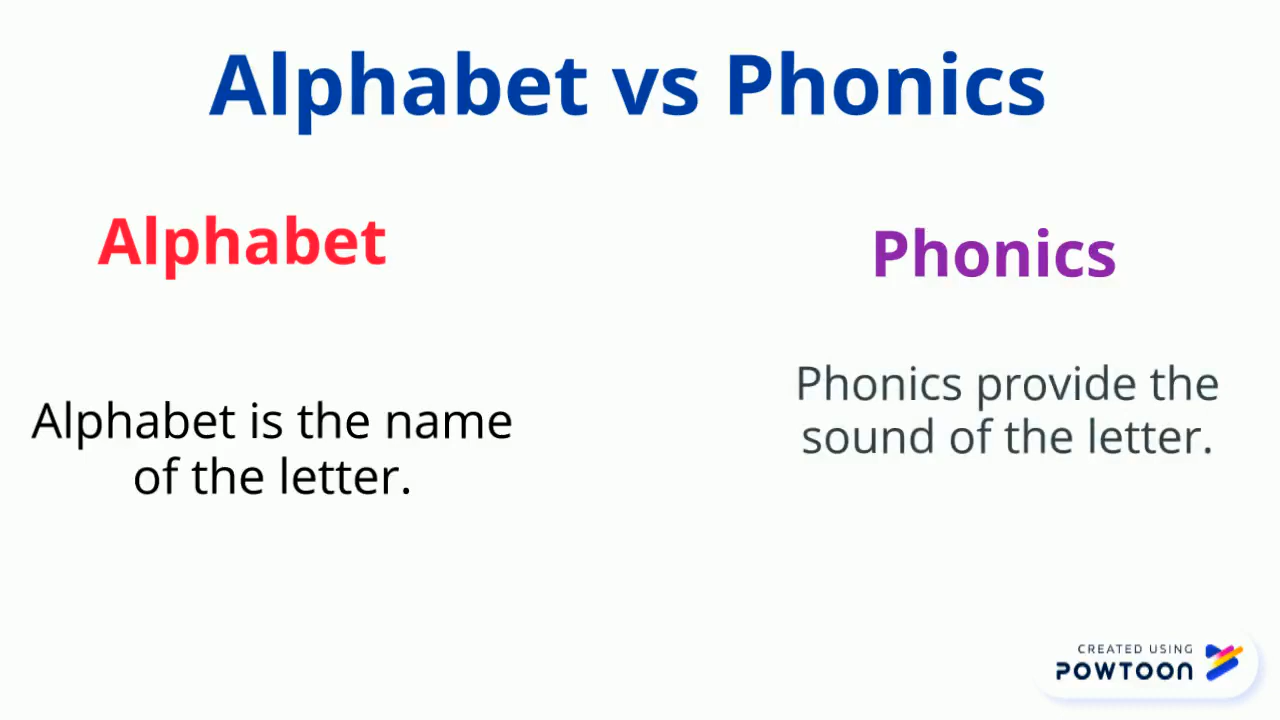 Alphabet vs Phonics
Alphabet
Alphabet is the name
of the letter.
Phonics
Phonics provide the
sound of the letter.
CREATED USING
POWTOON